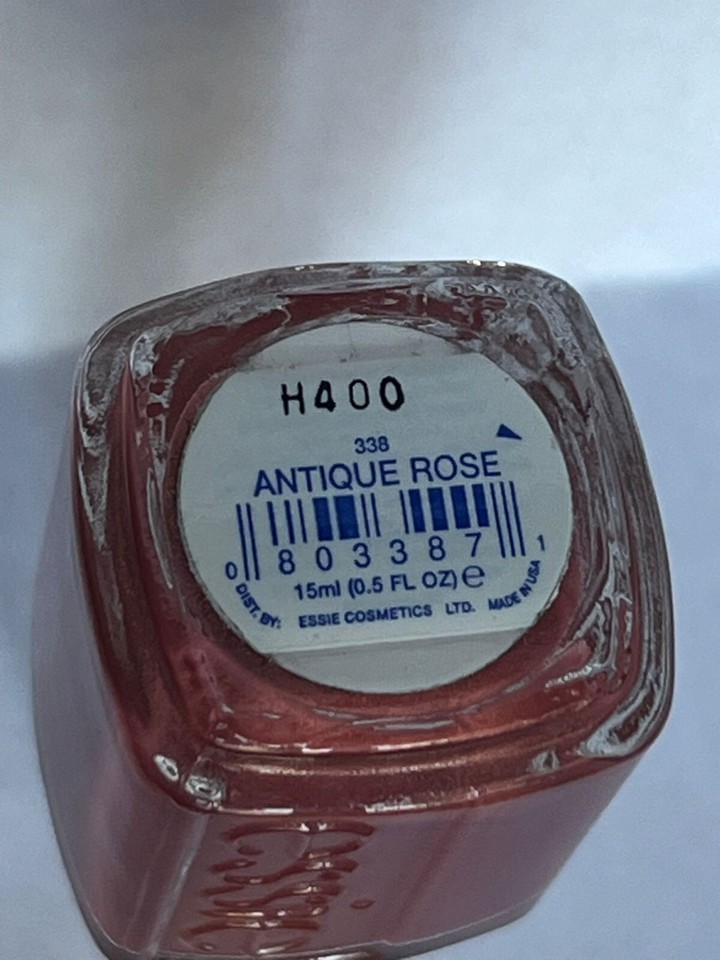 H400
338
ANTIQUE ROSE
0 803387 1
15ml (0.5 FL OZ) ℮
DIST. BY: ESSIE COSMETICS LTD. MADE IN USA
essie